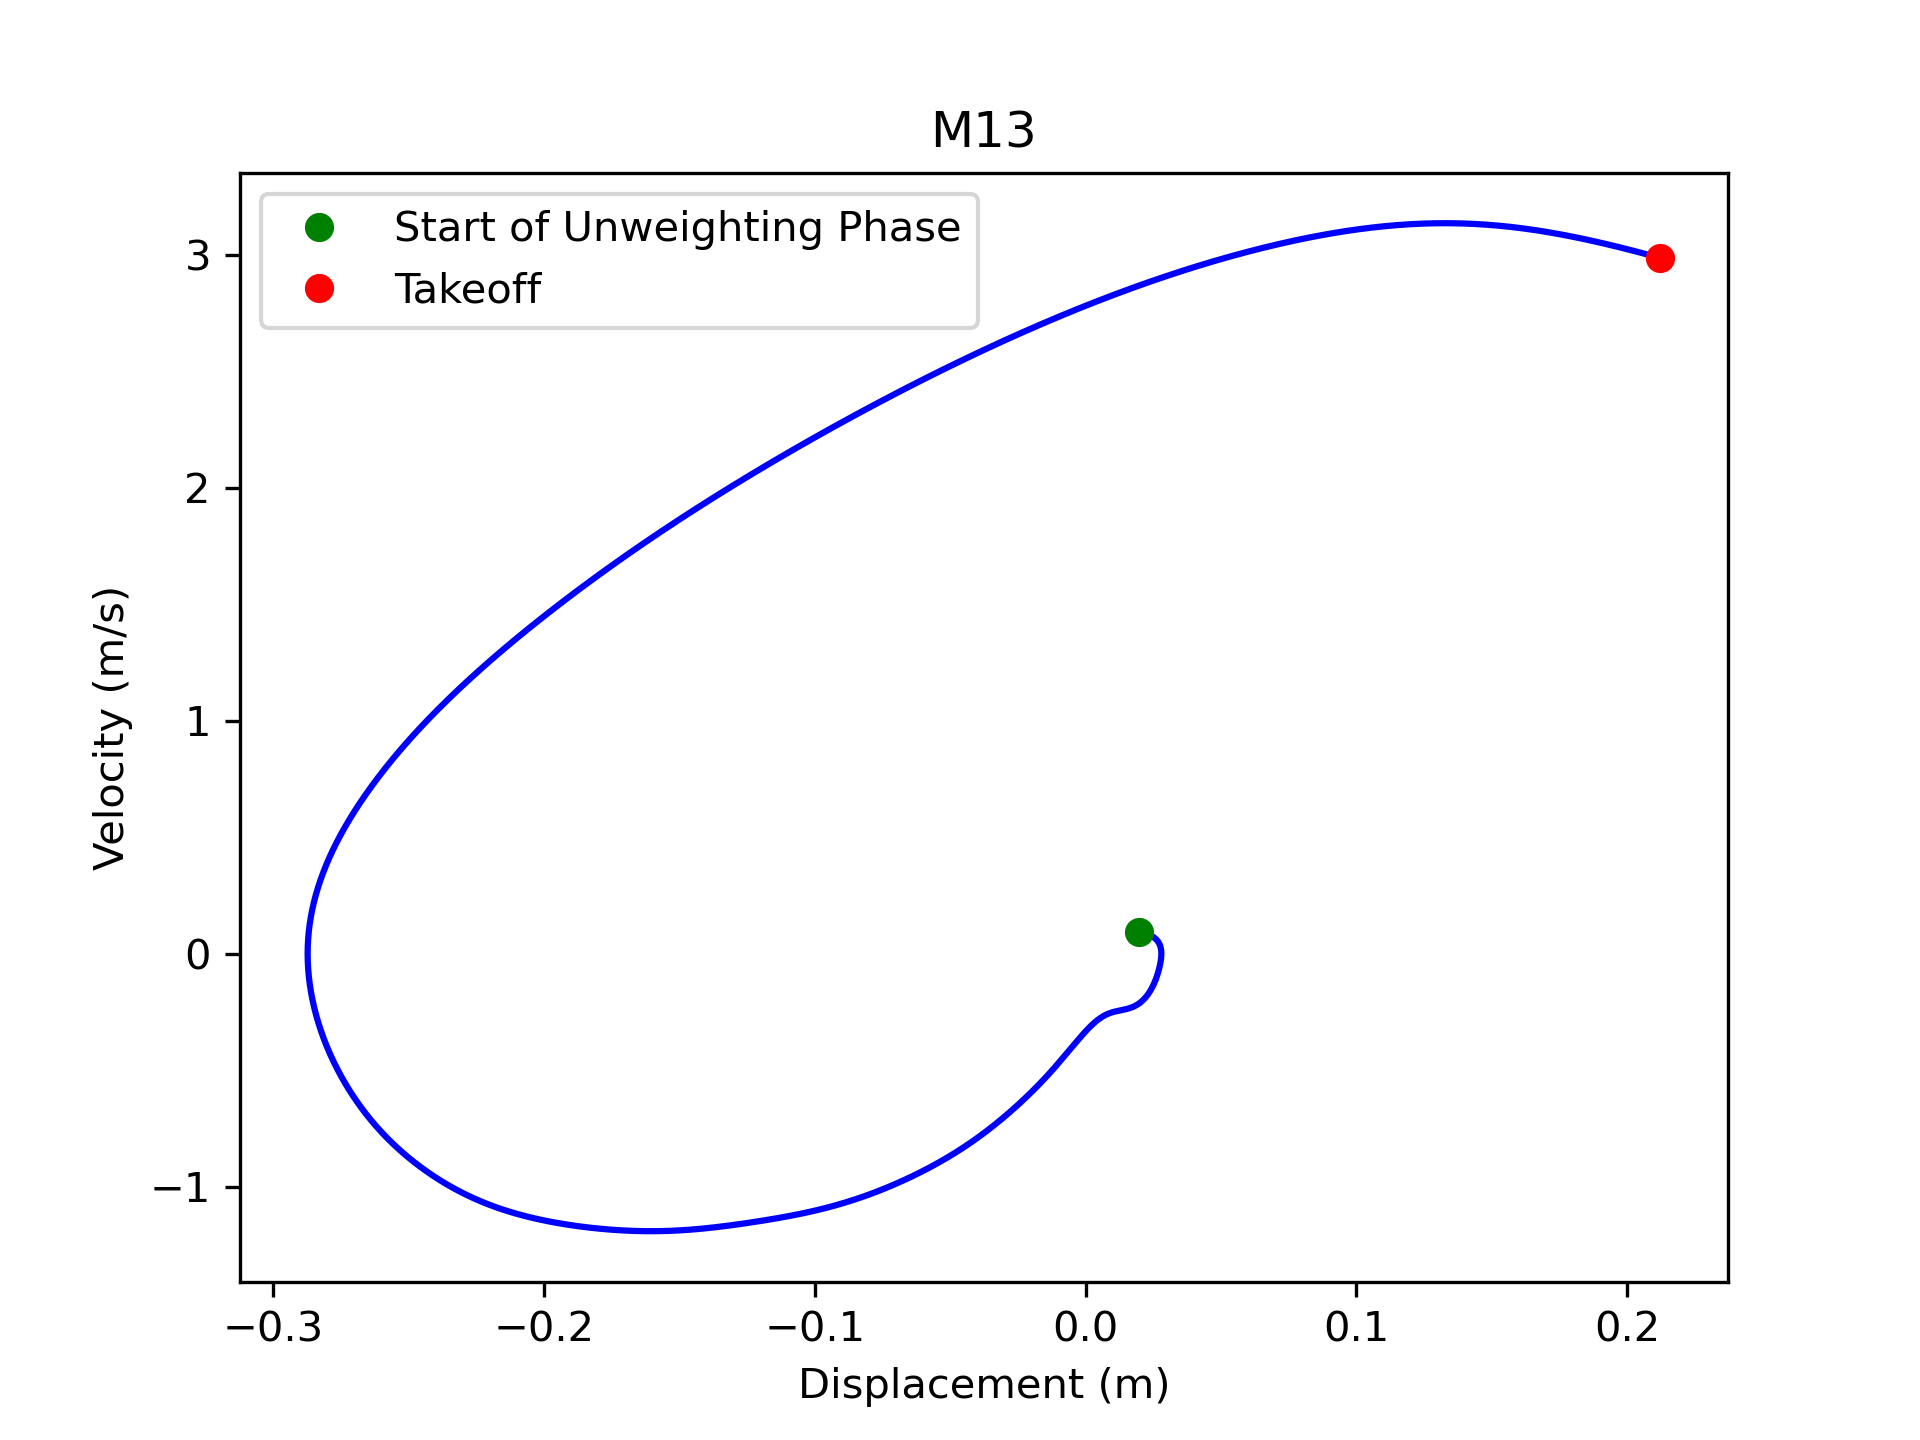 M13
Start of Unweighting Phase
Takeoff
3
2
1
0
−1
Velocity (m/s)
−0.3 −0.2 −0.1 0.0 0.1 0.2
Displacement (m)